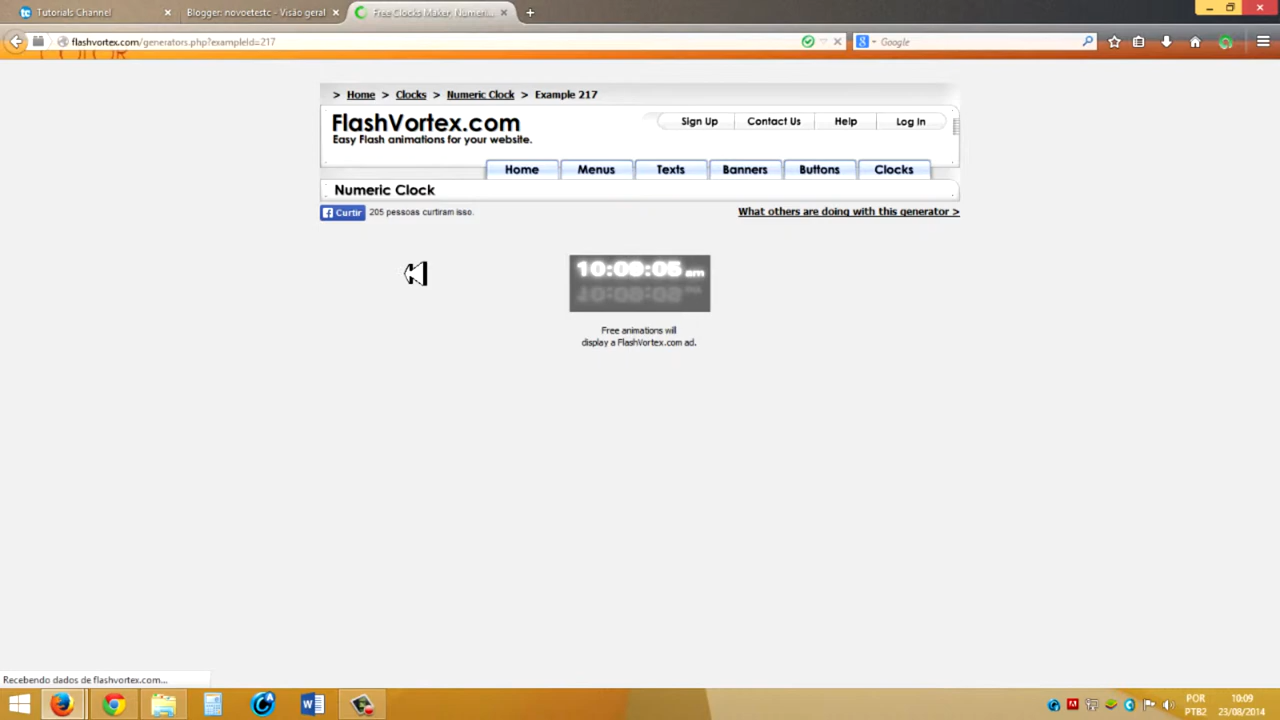 Tutorials Channel
Blogger: novoetestc - Visão geral
Free Clocks Maker, Numeri...
flashvortex.com/generators.php?exampleId=217
Google
> Home > Clocks > Numeric Clock > Example 217
FlashVortex.com
Easy Flash animations for your website.
Sign Up
Contact Us
Help
Log In
Home
Menus
Texts
Banners
Buttons
Clocks
Numeric Clock
Curtir
205 pessoas curtiram isso.
What others are doing with this generator >
am
Free animations will
display a FlashVortex.com ad.
Recebendo dados de flashvortex.com...
POR
PTB2
10:09
23/08/2014